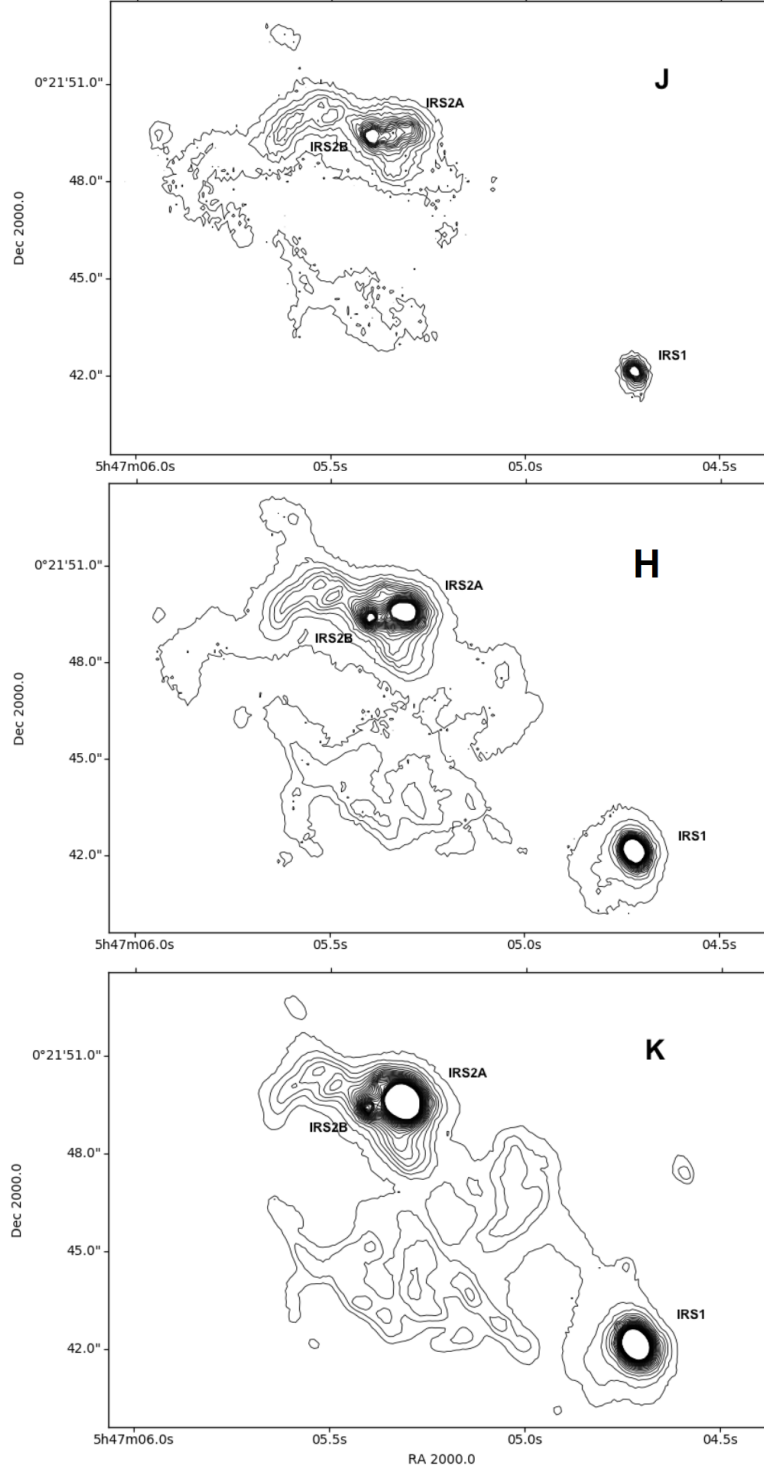 J
0°21'51.0"
IRS2A
IRS2B
48.0"
Dec 2000.0
45.0"
IRS1
42.0"
5h47m06.0s 05.5s 05.0s 04.5s
H
0°21'51.0"
IRS2A
IRS2B
48.0"
Dec 2000.0
45.0"
IRS1
42.0"
5h47m06.0s 05.5s 05.0s 04.5s
K
0°21'51.0"
IRS2A
IRS2B
48.0"
Dec 2000.0
45.0"
IRS1
42.0"
5h47m06.0s 05.5s 05.0s 04.5s
RA 2000.0